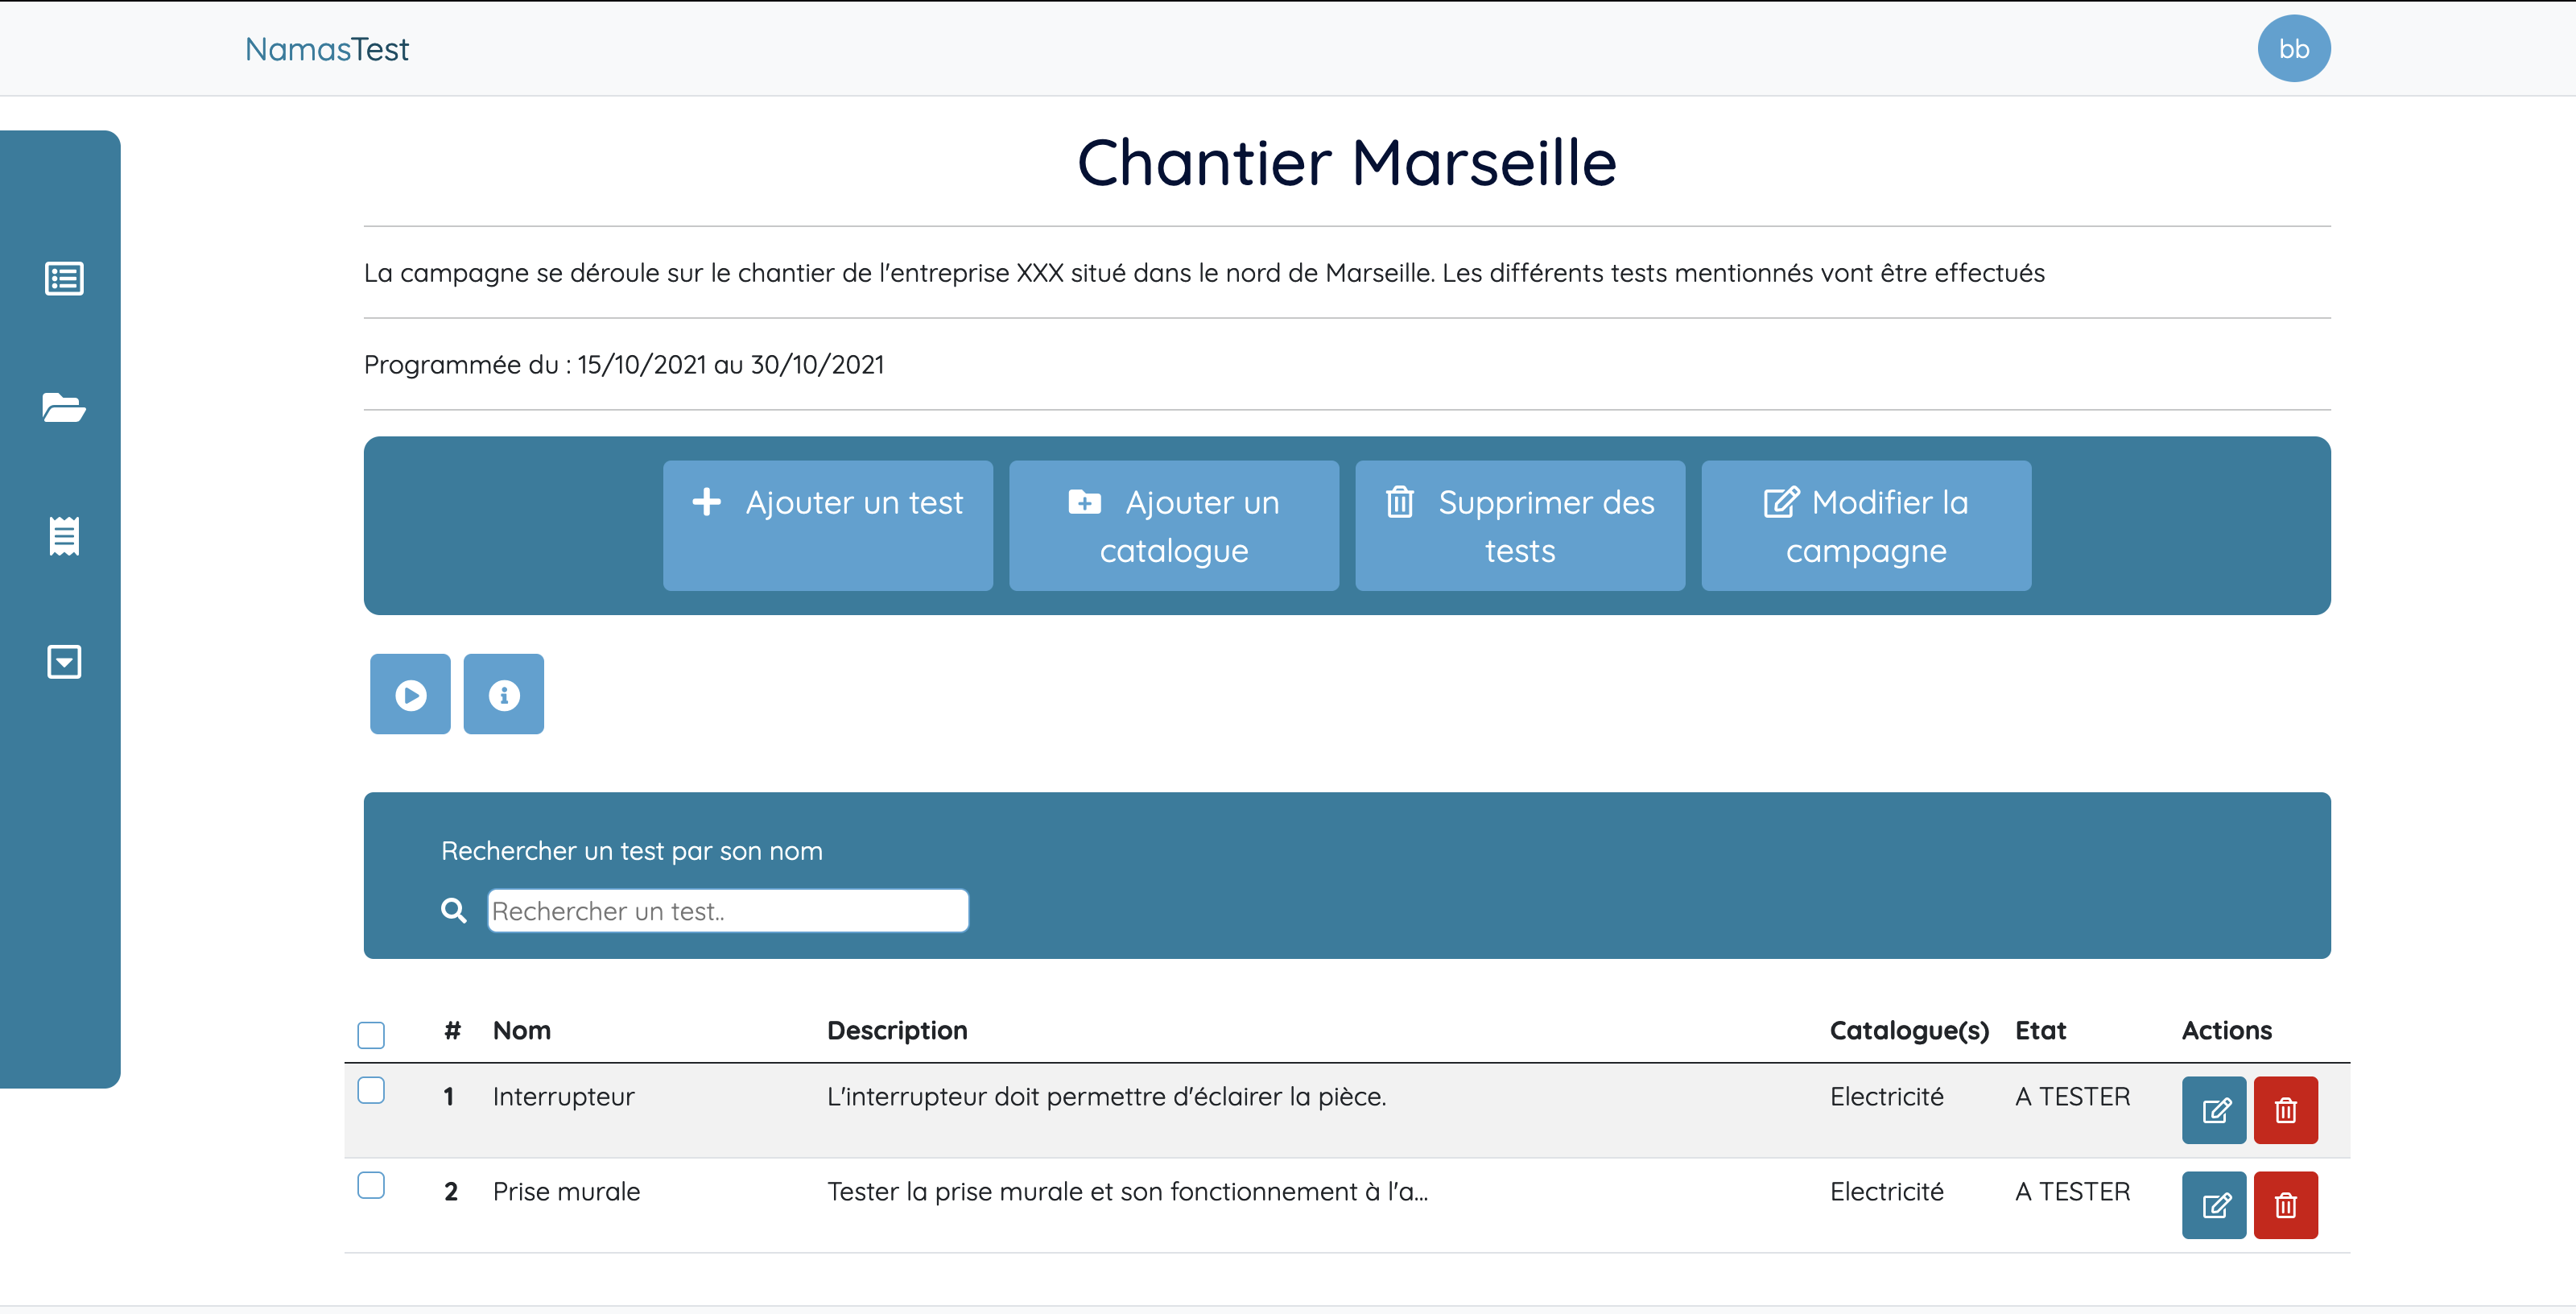 NamasTest
bb
Chantier Marseille
La campagne se déroule sur le chantier de l'entreprise XXX situé dans le nord de Marseille. Les différents tests mentionnés vont être effectués
Programmée du : 15/10/2021 au 30/10/2021
Ajouter un test
Ajouter un
catalogue
Supprimer des
tests
Modifier la
campagne
Rechercher un test par son nom
Rechercher un test..
# Nom Description Catalogue(s) Etat Actions
1 Interrupteur L'interrupteur doit permettre d'éclairer la pièce. Electricité A TESTER
2 Prise murale Tester la prise murale et son fonctionnement à l'a... Electricité A TESTER